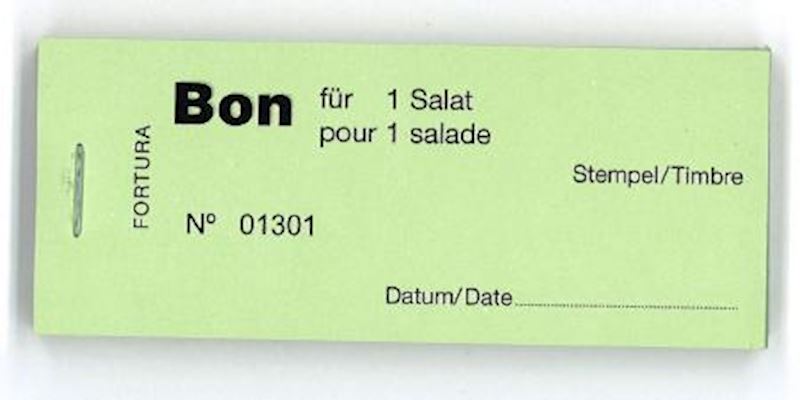 FORTURA
Bon für 1 Salat
pour 1 salade
Stempel/Timbre
Nº 01301
Datum/Date